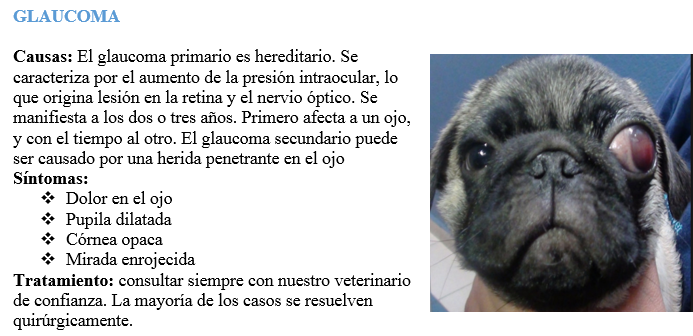 GLAUCOMA
Causas: El glaucoma primario es hereditario. Se
caracteriza por el aumento de la presión intraocular, lo
que origina lesión en la retina y el nervio óptico. Se
manifiesta a los dos o tres años. Primero afecta a un ojo,
y con el tiempo al otro. El glaucoma secundario puede
ser causado por una herida penetrante en el ojo
Síntomas:
❖ Dolor en el ojo
❖ Pupila dilatada
❖ Córnea opaca
❖ Mirada enrojecida
Tratamiento: consultar siempre con nuestro veterinario
de confianza. La mayoría de los casos se resuelven
quirúrgicamente.